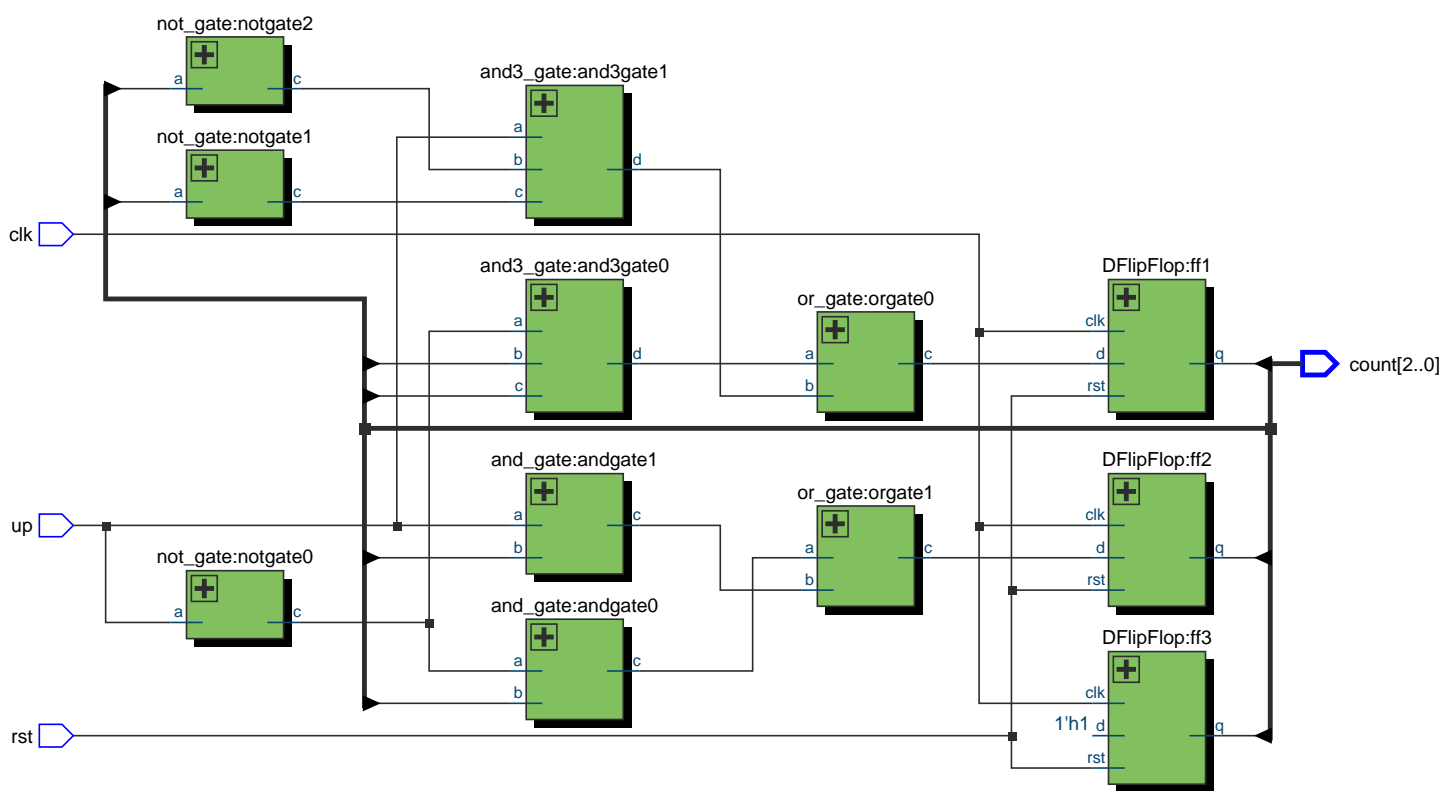 not_gate:notgate2
a c
and3_gate:and3gate1
not_gate:notgate1
a c
a
b d
c
clk
and3_gate:and3gate0
a
b d
c
or_gate:orgate0
a c
b
DFlipFlop:ff1
clk
d q
rst
count[2..0]
and_gate:andgate1
a c
b
up
not_gate:notgate0
a c
or_gate:orgate1
a c
b
DFlipFlop:ff2
clk
d q
rst
and_gate:andgate0
a c
b
DFlipFlop:ff3
clk
1'h1 d q
rst
rst